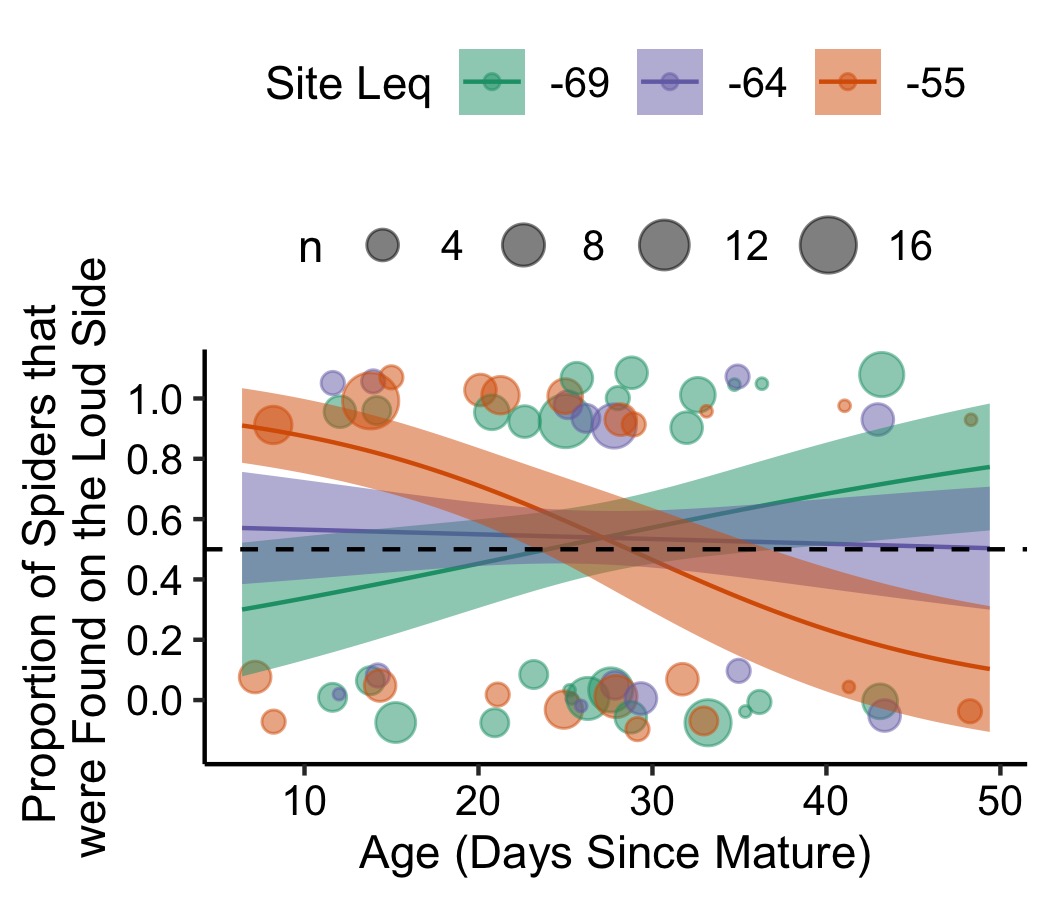 Site Leq -69 -64 -55
n 4 8 12 16
Proportion of Spiders that
were Found on the Loud Side
1.0
0.8
0.6
0.4
0.2
0.0
10 20 30 40 50
Age (Days Since Mature)